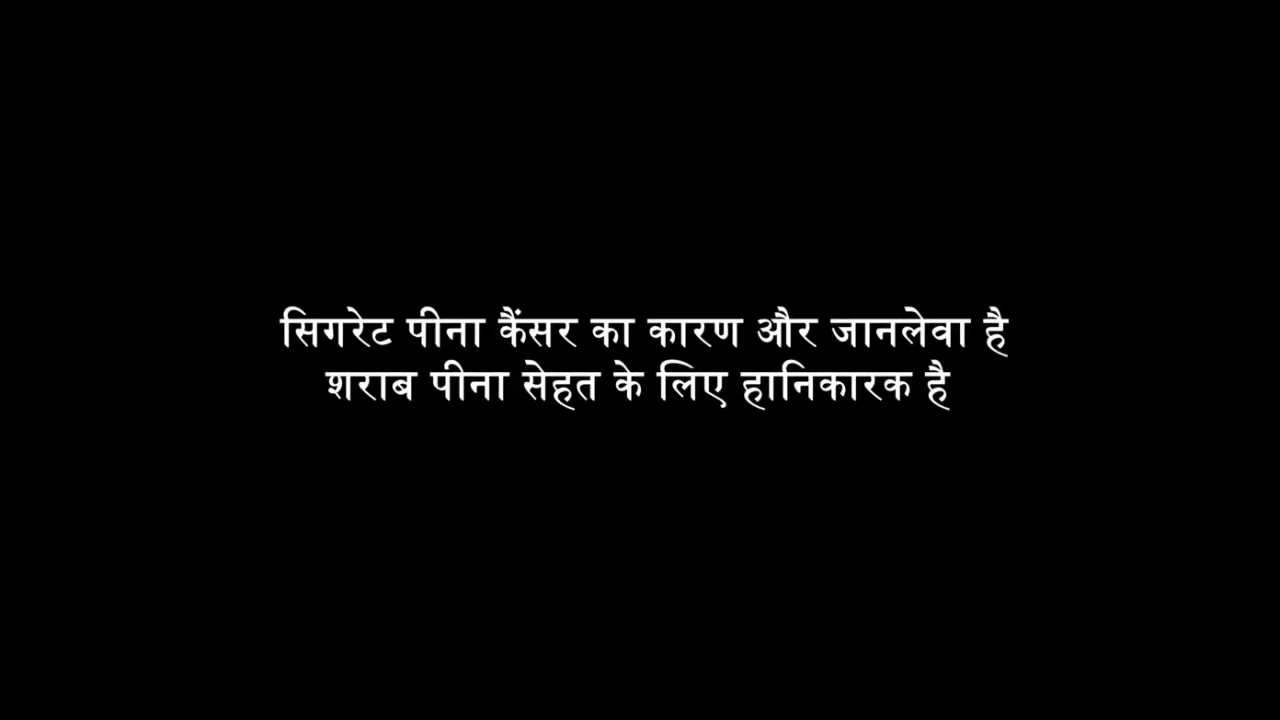 सिगरेट पीना कैंसर का कारण और जानलेवा है
शराब पीना सेहत के लिए हानिकारक है